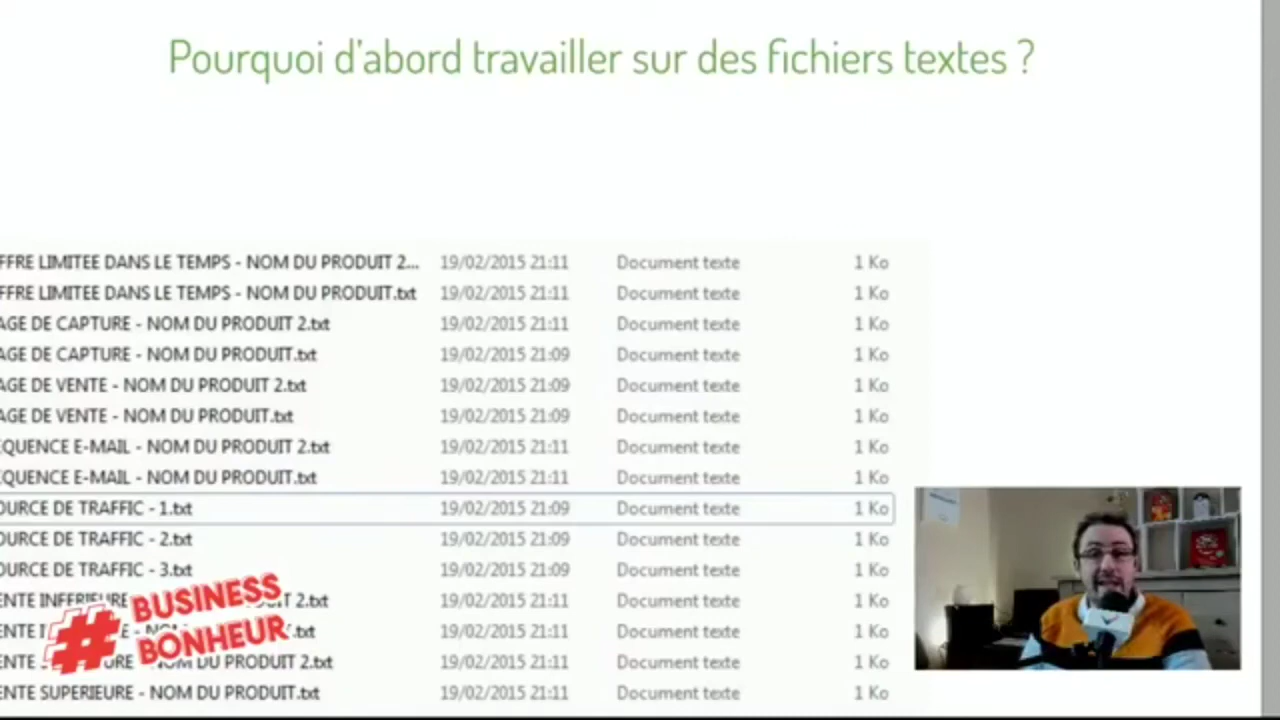 Pourquoi d'abord travailler sur des fichiers textes ?
FFRE LIMITEE DANS LE TEMPS - NOM DU PRODUIT 2... 19/02/2015 21:11 Document texte 1 Ko
FFRE LIMITEE DANS LE TEMPS - NOM DU PRODUIT.txt 19/02/2015 21:11 Document texte 1 Ko
AGE DE CAPTURE - NOM DU PRODUIT 2.txt 19/02/2015 21:11 Document texte 1 Ko
AGE DE CAPTURE - NOM DU PRODUIT.txt 19/02/2015 21:09 Document texte 1 Ko
AGE DE VENTE - NOM DU PRODUIT 2.txt 19/02/2015 21:09 Document texte 1 Ko
AGE DE VENTE - NOM DU PRODUIT.txt 19/02/2015 21:09 Document texte 1 Ko
EQUENCE E-MAIL - NOM DU PRODUIT 2.txt 19/02/2015 21:11 Document texte 1 Ko
EQUENCE E-MAIL - NOM DU PRODUIT.txt 19/02/2015 21:11 Document texte 1 Ko
OURCE DE TRAFFIC - 1.txt 19/02/2015 21:09 Document texte 1 Ko
OURCE DE TRAFFIC - 2.txt 19/02/2015 21:09 Document texte 1 Ko
OURCE DE TRAFFIC - 3.txt 19/02/2015 21:09 Document texte 1 Ko
ENTE INFERIEURE 2.txt 19/02/2015 21:11 Document texte 1 Ko
ENTE .txt 19/02/2015 21:11 Document texte 1 Ko
ENTE DU PRODUIT 2.txt 19/02/2015 21:11 Document texte 1 Ko
ENTE SUPERIEURE - NOM DU PRODUIT.txt 19/02/2015 21:11 Document texte 1 Ko
# BUSINESS
BONHEUR